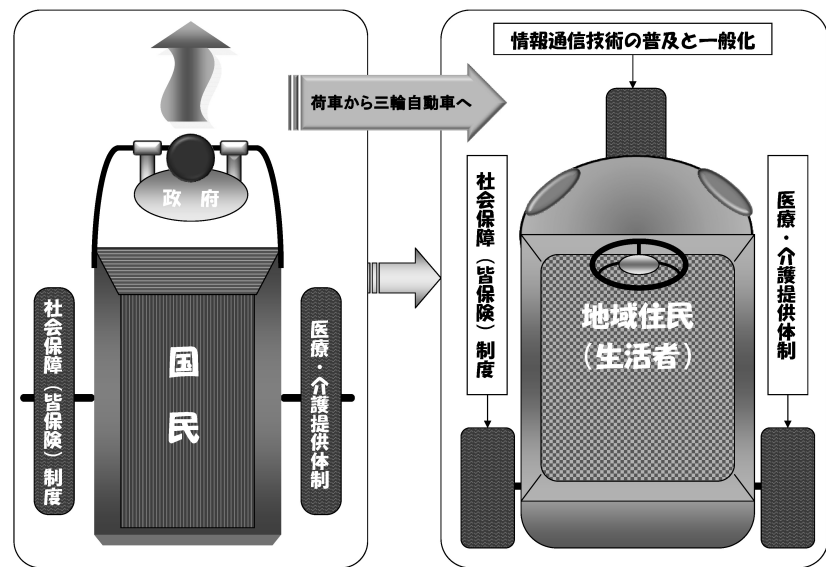 政府
国民
社会保障（皆保険）制度
医療・介護提供体制
荷車から三輪自動車へ
情報通信技術の普及と一般化
社会保障（皆保険）制度
地域住民
（生活者）
医療・介護提供体制